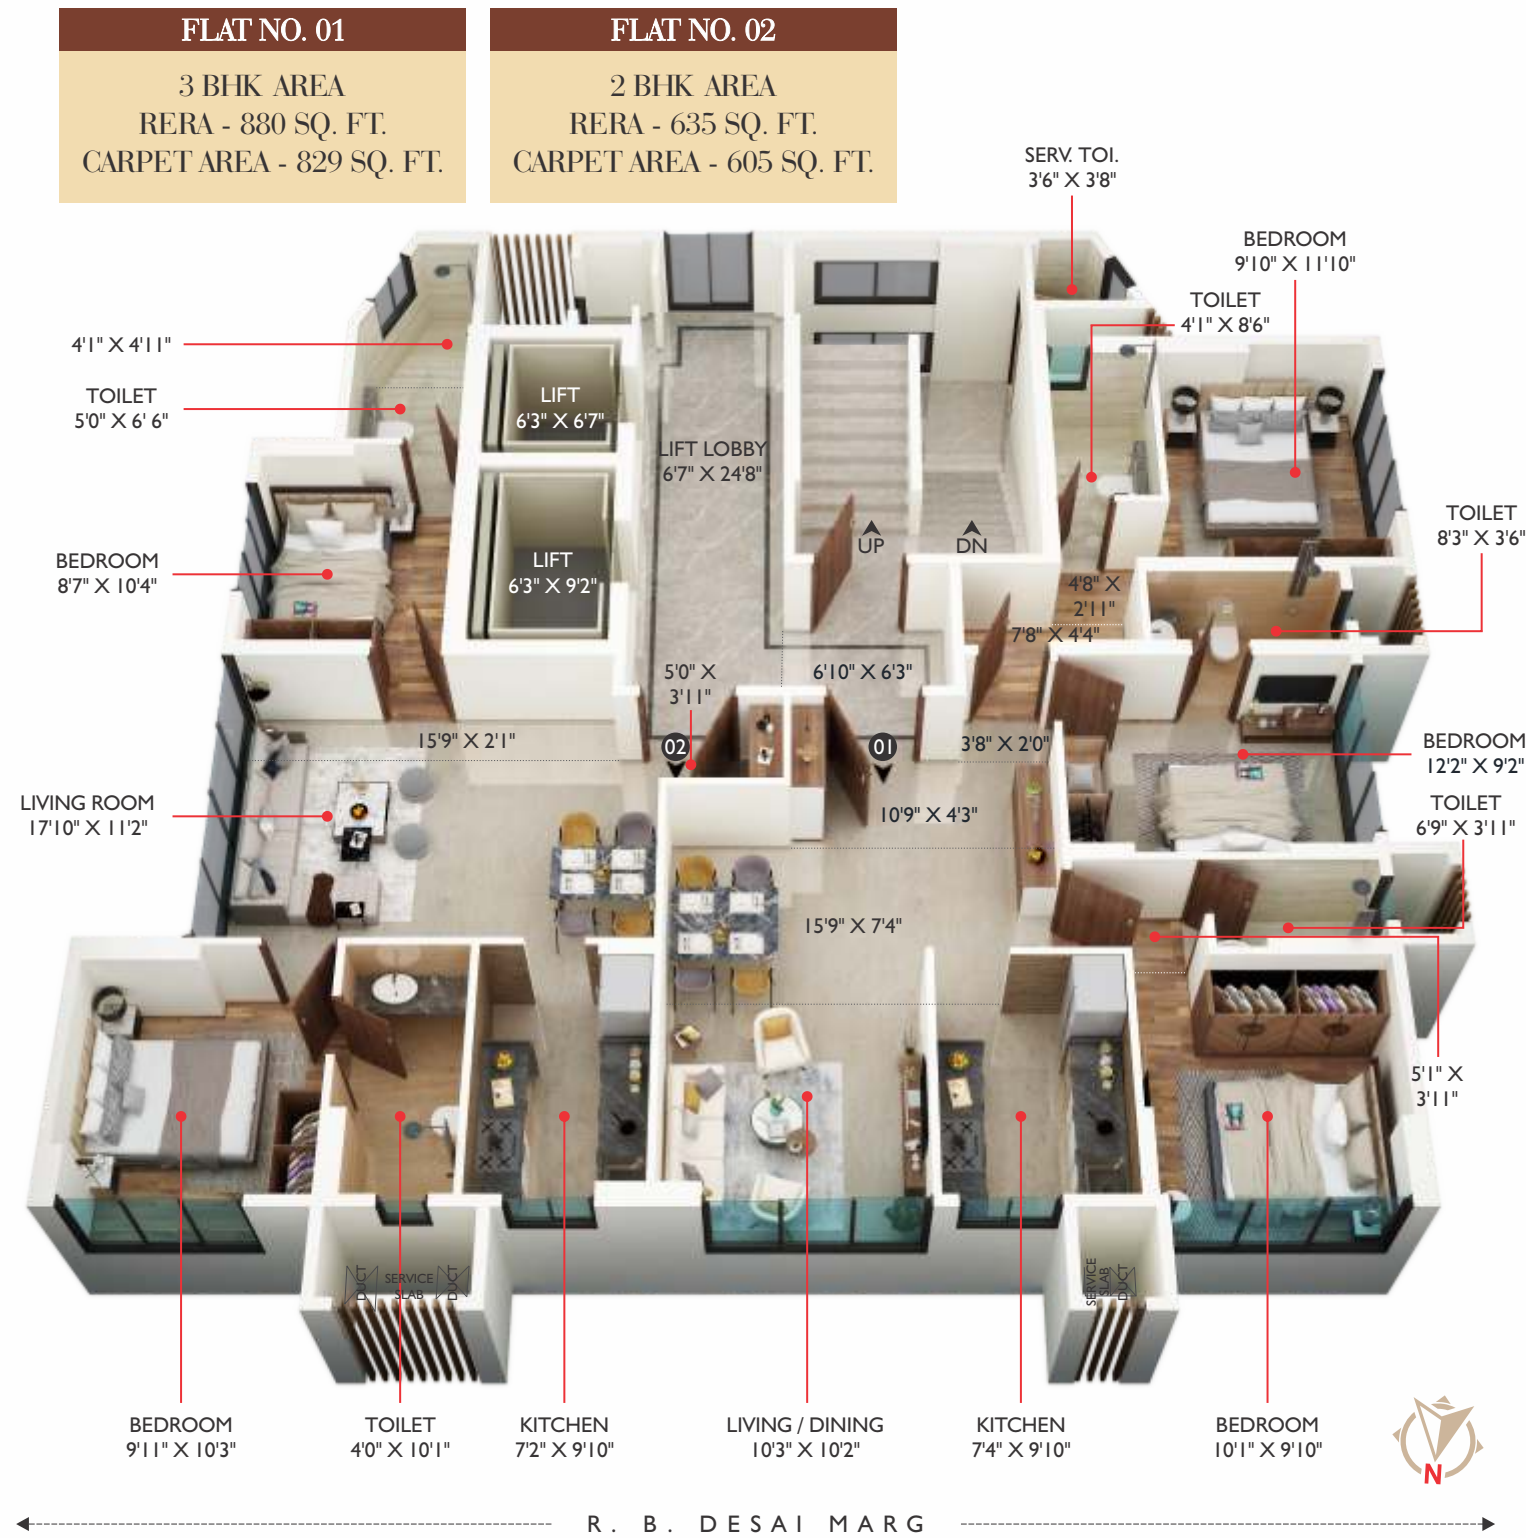 FLAT NO. 01
3 BHK AREA
RERA - 880 SQ. FT.
CARPET AREA - 829 SQ. FT.
FLAT NO. 02
2 BHK AREA
RERA - 635 SQ. FT.
CARPET AREA - 605 SQ. FT.
SERV. TOI.
3'6" X 3'8"
BEDROOM
9'10" X 11'10"
TOILET
4'1" X 8'6"
4'1" X 4'11"
TOILET
5'0" X 6' 6"
LIFT
6'3" X 6'7"
LIFT LOBBY
6'7" X 24'8"
TOILET
8'3" X 3'6"
UP
DN
BEDROOM
8'7" X 10'4"
LIFT
6'3" X 9'2"
4'8" X
2'11"
7'8" X 4'4"
5'0" X
3'11"
6'10" X 6'3"
15'9" X 2'1"
02
01
3'8" X 2'0"
BEDROOM
12'2" X 9'2"
LIVING ROOM
17'10" X 11'2"
10'9" X 4'3"
TOILET
6'9" X 3'11"
15'9" X 7'4"
5'1" X
3'11"
DUCT
SERVICE
SLAB
DUCT
SERVICE
SLAB
DUCT
BEDROOM
9'11" X 10'3"
TOILET
4'0" X 10'1"
KITCHEN
7'2" X 9'10"
LIVING / DINING
10'3" X 10'2"
KITCHEN
7'4" X 9'10"
BEDROOM
10'1" X 9'10"
N
R. B. DESAI MARG